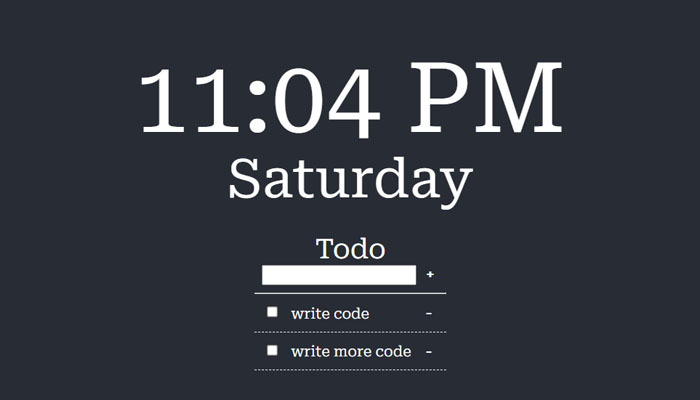 11:04 PM
Saturday
Todo
+
write code -
write more code -